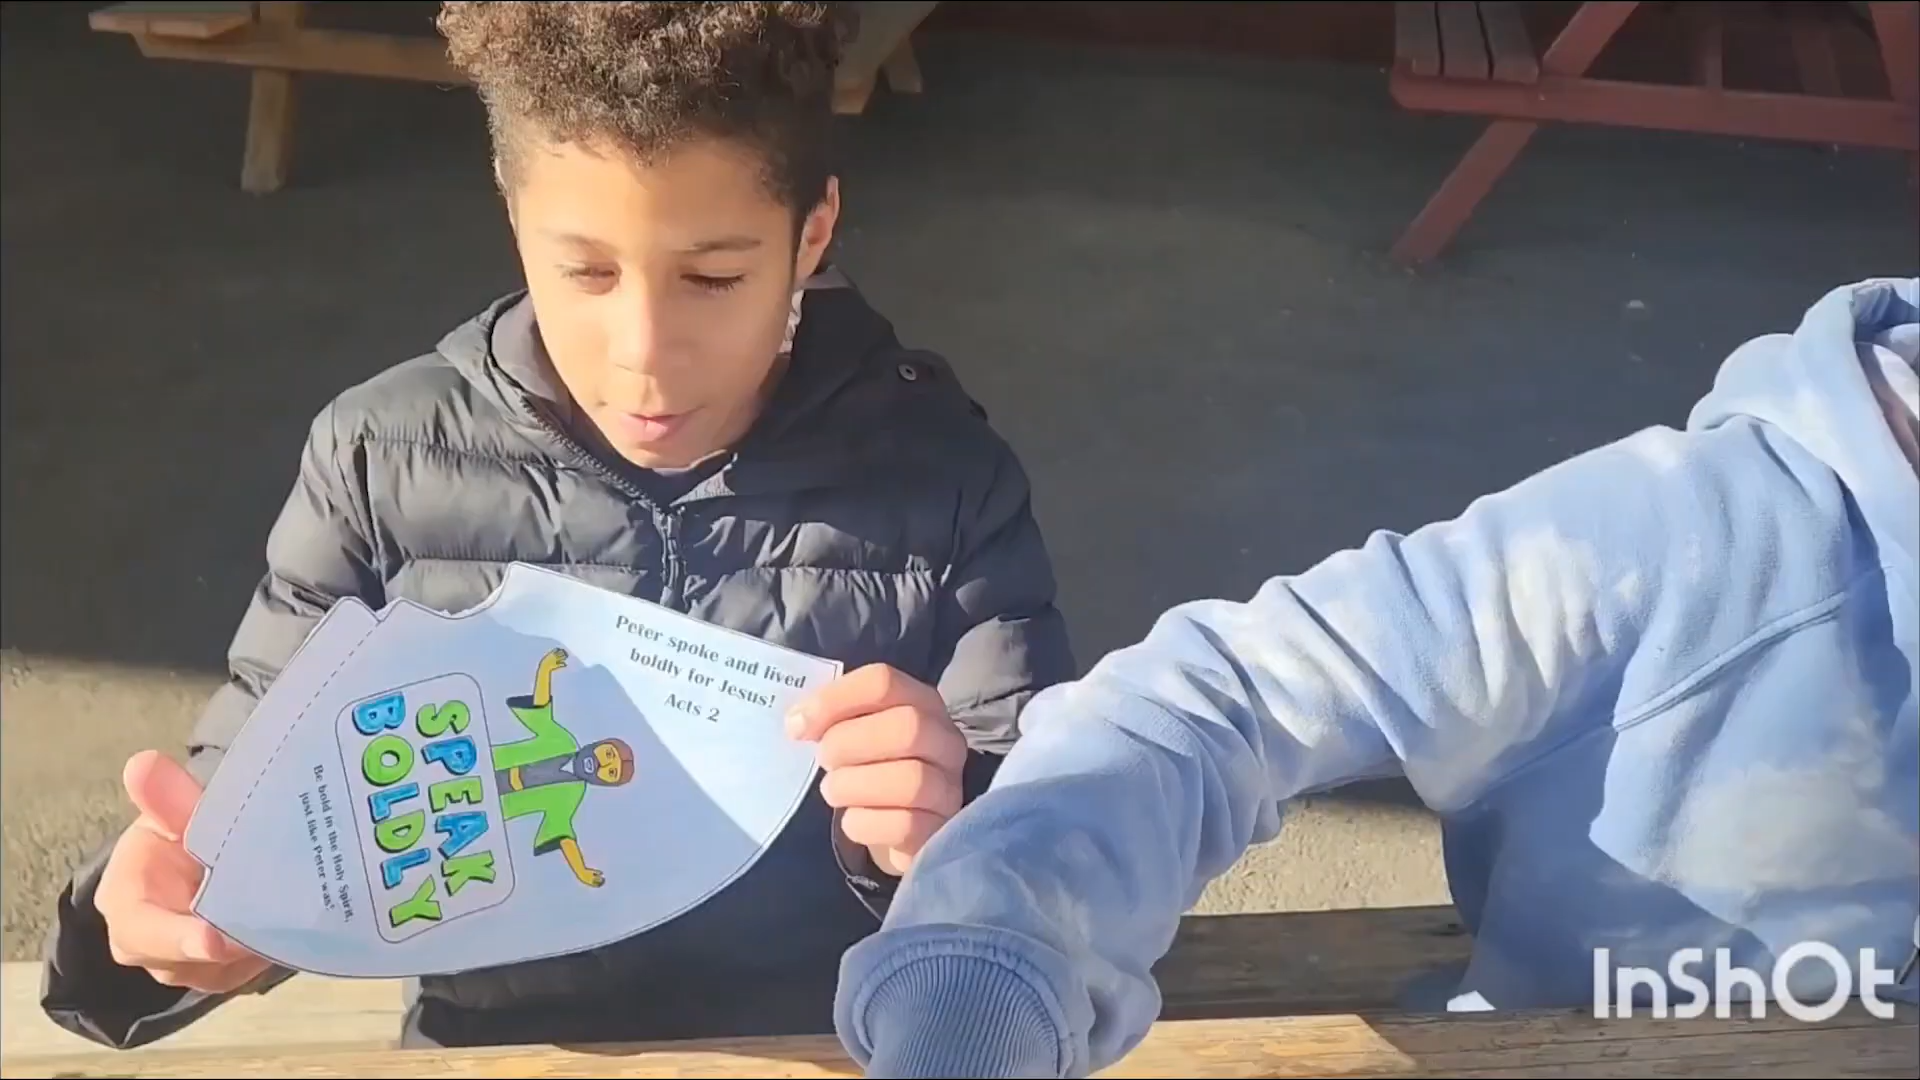 Peter spoke and lived
boldly for Jesus!
Acts 2
SPEAK
BOLDLY
Be bold in the Holy Spirit,
just like Peter was!
InShOt